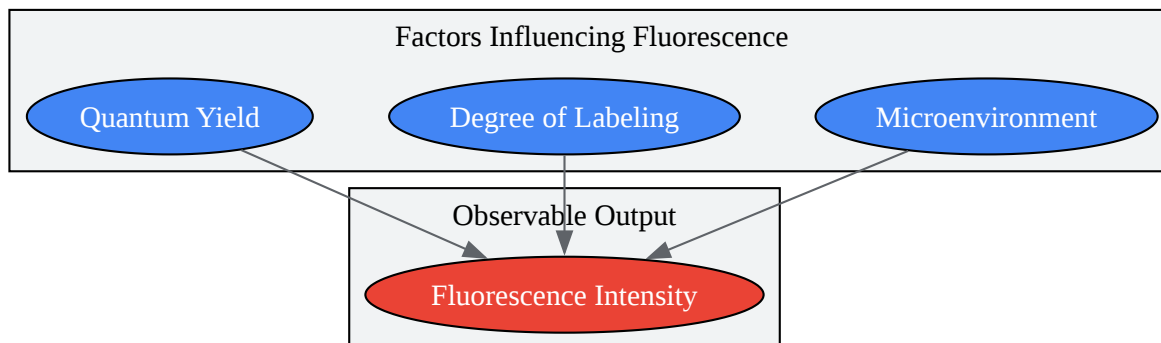 Factors Influencing Fluorescence
Quantum Yield
Degree of Labeling
Microenvironment
Observable Output
Fluorescence Intensity